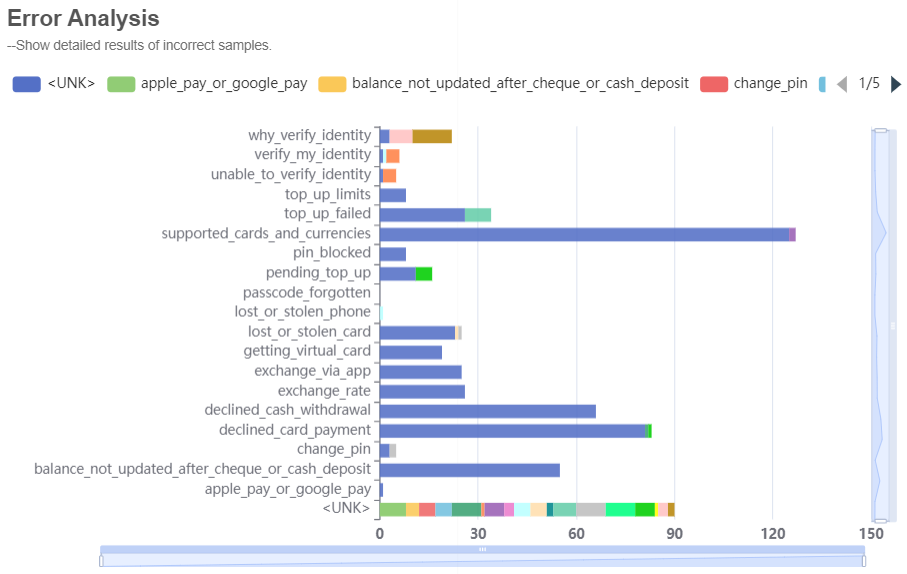 Error Analysis
--Show detailed results of incorrect samples.
<UNK> apple_pay_or_google_pay balance_not_updated_after_cheque_or_cash_deposit change_pin 1/5
why_verify_identity
verify_my_identity
unable_to_verify_identity
top_up_limits
top_up_failed
supported_cards_and_currencies
pin_blocked
pending_top_up
passcode_forgotten
lost_or_stolen_phone
lost_or_stolen_card
getting_virtual_card
exchange_via_app
exchange_rate
declined_cash_withdrawal
declined_card_payment
change_pin
balance_not_updated_after_cheque_or_cash_deposit
apple_pay_or_google_pay
<UNK>
0 30 60 90 120 150